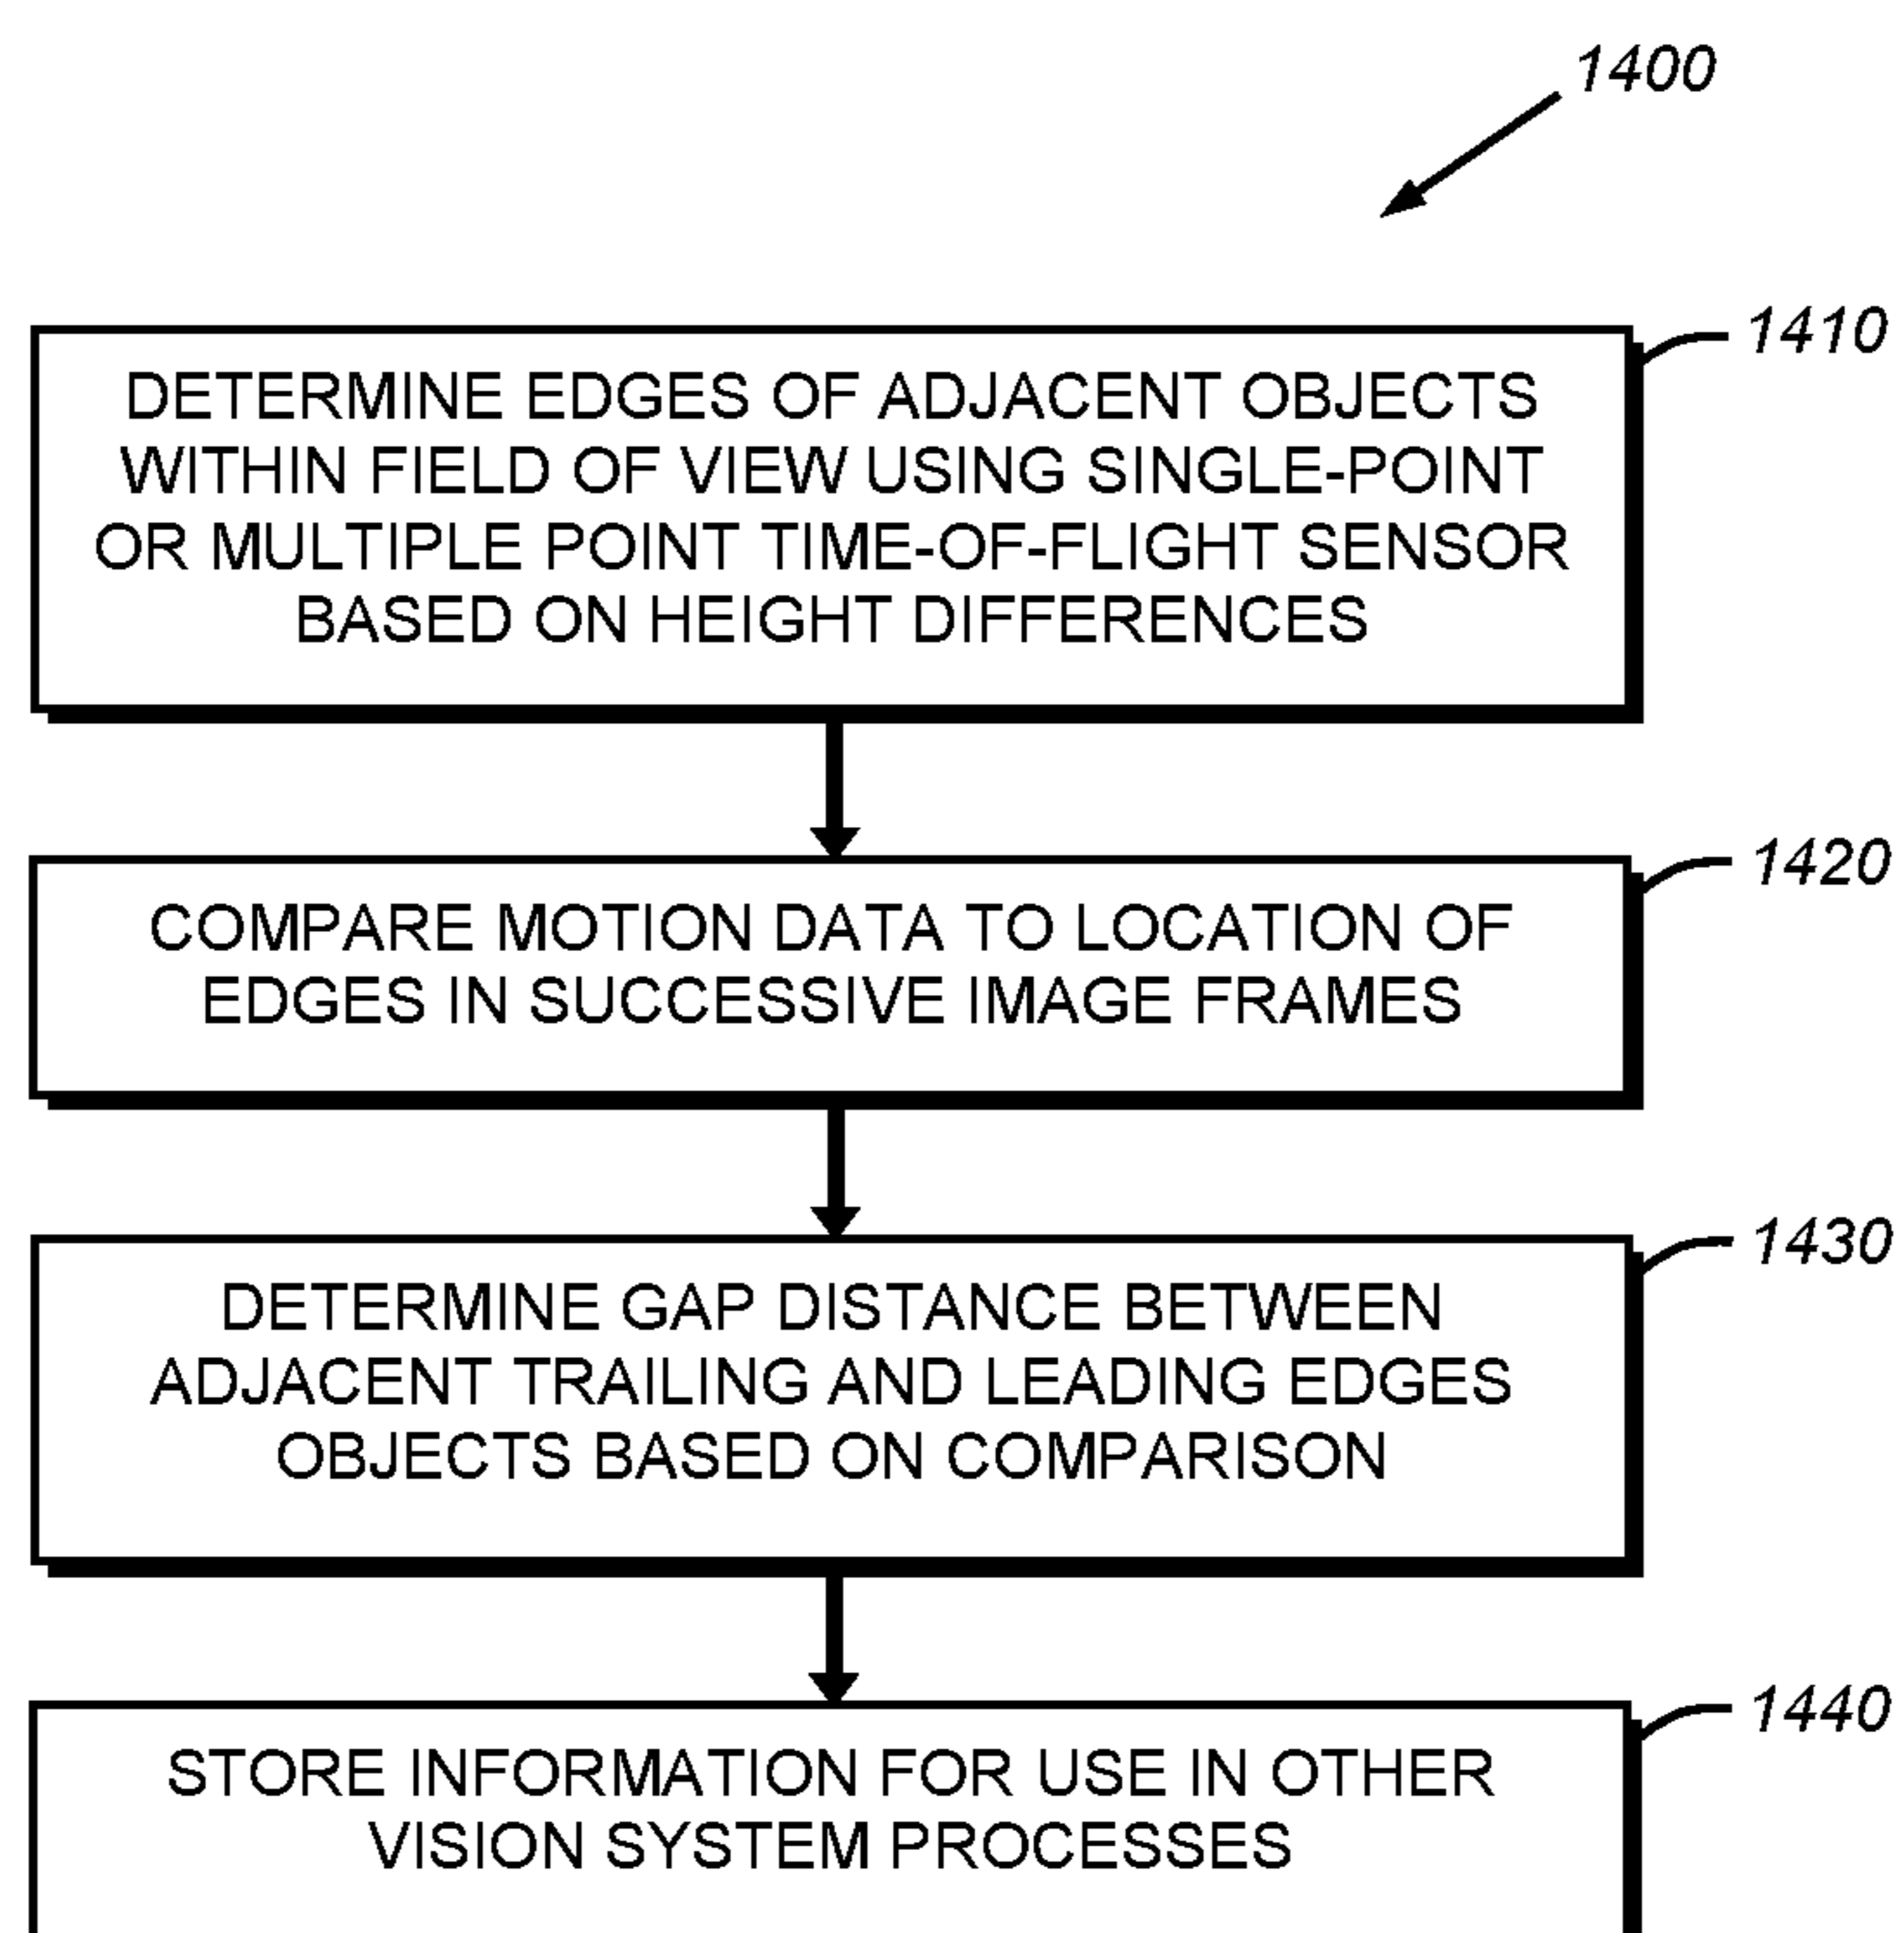 1400
1410
DETERMINE EDGES OF ADJACENT OBJECTS
WITHIN FIELD OF VIEW USING SINGLE-POINT
OR MULTIPLE POINT TIME-OF-FLIGHT SENSOR
BASED ON HEIGHT DIFFERENCES
1420
COMPARE MOTION DATA TO LOCATION OF
EDGES IN SUCCESSIVE IMAGE FRAMES
1430
DETERMINE GAP DISTANCE BETWEEN
ADJACENT TRAILING AND LEADING EDGES
OBJECTS BASED ON COMPARISON
1440
STORE INFORMATION FOR USE IN OTHER
VISION SYSTEM PROCESSES